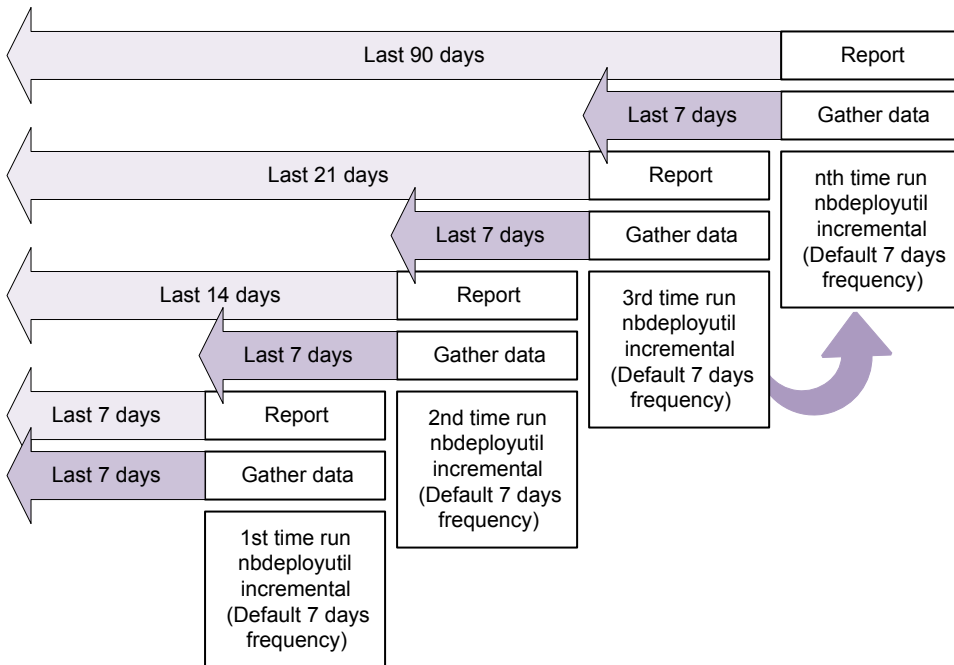 Last 90 days
Report
Last 7 days
Gather data
Last 21 days
Report
nth time run
nbdeployutil
incremental
(Default 7 days
frequency)
Last 7 days
Gather data
Last 14 days
Report
3rd time run
nbdeployutil
incremental
(Default 7 days
frequency)
Last 7 days
Gather data
Last 7 days
Report
2nd time run
nbdeployutil
incremental
(Default 7 days
frequency)
Last 7 days
Gather data
1st time run
nbdeployutil
incremental
(Default 7 days
frequency)